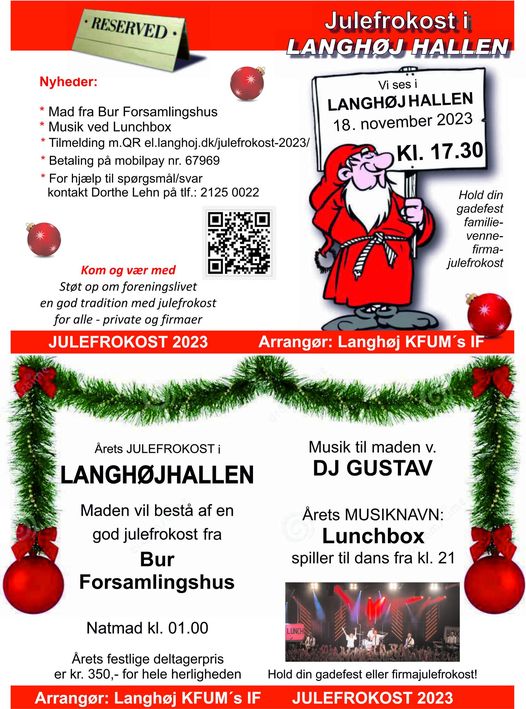 RESERVED
Julefrokost i
LANGHØJ HALLEN
Nyheder:
* Mad fra Bur Forsamlingshus
* Musik ved Lunchbox
* Tilmelding m.QR el.langhoj.dk/julefrokost-2023/
* Betaling på mobilpay nr. 67969
* For hjælp til spørgsmål/svar
kontakt Dorthe Lehn på tlf.: 2125 0022
Vi ses i
LANGHØJ HALLEN
18. november 2023
Kl. 17.30
Hold din
gadefest
familie-
venne-
firma-
julefrokost
Kom og vær med
Støt op om foreningslivet
en god tradition med julefrokost
for alle - private og firmaer
JULEFROKOST 2023
Arrangør: Langhøj KFUM´s IF
Årets JULEFROKOST i
LANGHØJHALLEN
Maden vil bestå af en
god julefrokost fra
Bur
Forsamlingshus
Natmad kl. 01.00
Årets festlige deltagerpris
er kr. 350,- for hele herligheden
Musik til maden v.
DJ GUSTAV
Årets MUSIKNAVN:
Lunchbox
spiller til dans fra kl. 21
LUNCH
Hold din gadefest eller firmajulefrokost!
Arrangør: Langhøj KFUM´s IF
JULEFROKOST 2023